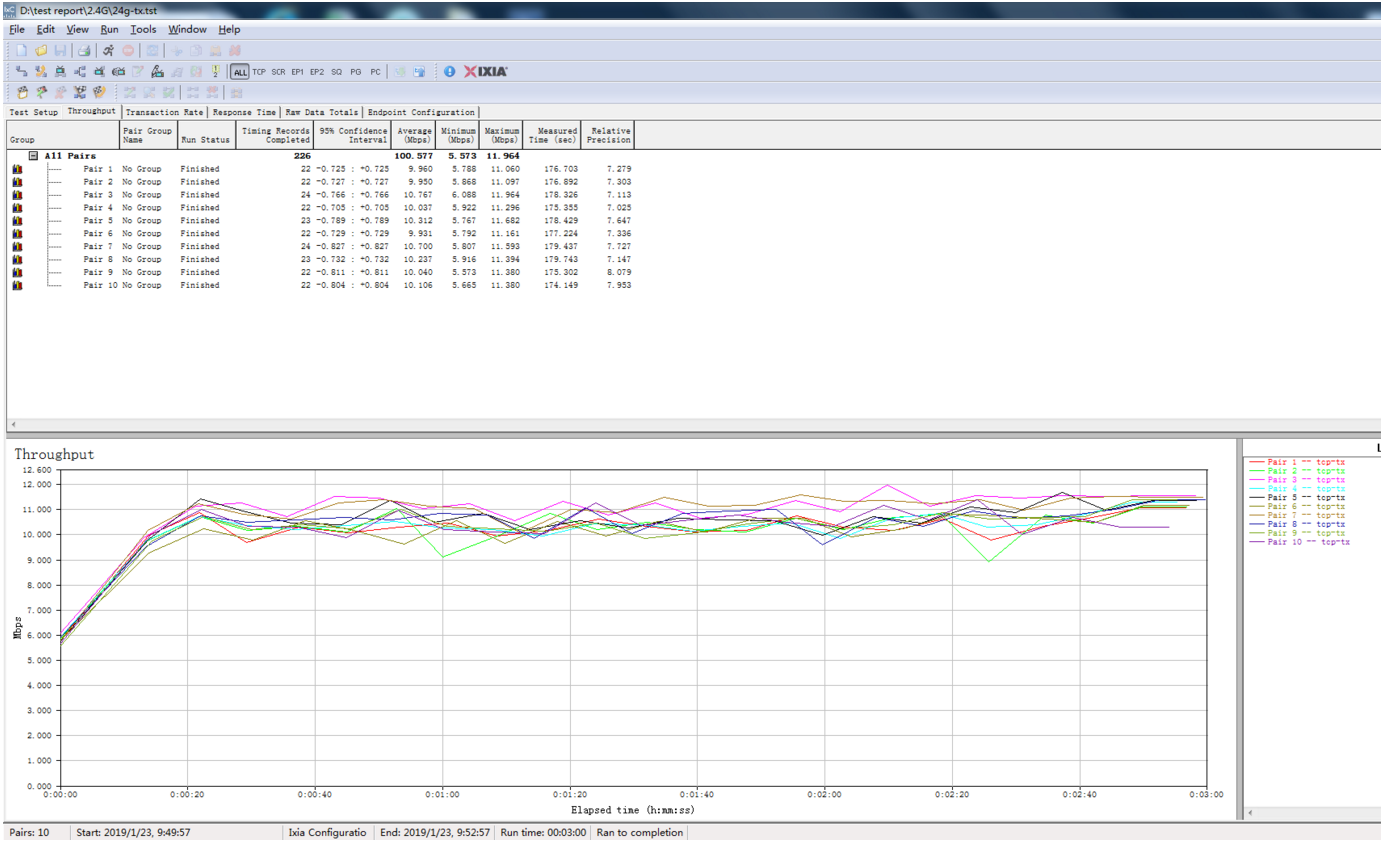 D:\test report\2.4G\24g-tx.tst
File Edit View Run Tools Window Help
ALL TCP SCR EP1 EP2 SQ PG PC IXIA
Test Setup Throughput Transaction Rate Response Time Raw Data Totals Endpoint Configuration
Group Pair Group Name Run Status Timing Records Completed 95% Confidence Interval Average (Mbps) Minimum (Mbps) Maximum (Mbps) Measured Time (sec) Relative Precision
All Pairs 226 100.577 5.573 11.964
Pair 1 No Group Finished 22 -0.725 : +0.725 9.960 5.788 11.060 176.703 7.279
Pair 2 No Group Finished 22 -0.727 : +0.727 9.950 5.868 11.097 176.892 7.303
Pair 3 No Group Finished 24 -0.766 : +0.766 10.767 6.088 11.964 178.326 7.113
Pair 4 No Group Finished 22 -0.705 : +0.705 10.037 5.922 11.296 175.355 7.025
Pair 5 No Group Finished 23 -0.789 : +0.789 10.312 5.767 11.682 178.429 7.647
Pair 6 No Group Finished 22 -0.729 : +0.729 9.931 5.792 11.161 177.224 7.336
Pair 7 No Group Finished 24 -0.827 : +0.827 10.700 5.807 11.593 179.437 7.727
Pair 8 No Group Finished 23 -0.732 : +0.732 10.237 5.916 11.394 179.743 7.147
Pair 9 No Group Finished 22 -0.811 : +0.811 10.040 5.573 11.380 175.302 8.079
Pair 10 No Group Finished 22 -0.804 : +0.804 10.106 5.665 11.380 174.149 7.953
Throughput
12.600
12.000
11.000
10.000
9.000
8.000
7.000
6.000
5.000
4.000
3.000
2.000
1.000
0.000
Mbps
0:00:00 0:00:20 0:00:40 0:01:00 0:01:20 0:01:40 0:02:00 0:02:20 0:02:40 0:03:00
Elapsed time (h:mm:ss)
Pair 1 -- tcp-tx
Pair 2 -- tcp-tx
Pair 3 -- tcp-tx
Pair 4 -- tcp-tx
Pair 5 -- tcp-tx
Pair 6 -- tcp-tx
Pair 7 -- tcp-tx
Pair 8 -- tcp-tx
Pair 9 -- tcp-tx
Pair 10 -- tcp-tx
Pairs: 10 Start: 2019/1/23, 9:49:57 Ixia Configuratio End: 2019/1/23, 9:52:57 Run time: 00:03:00 Ran to completion